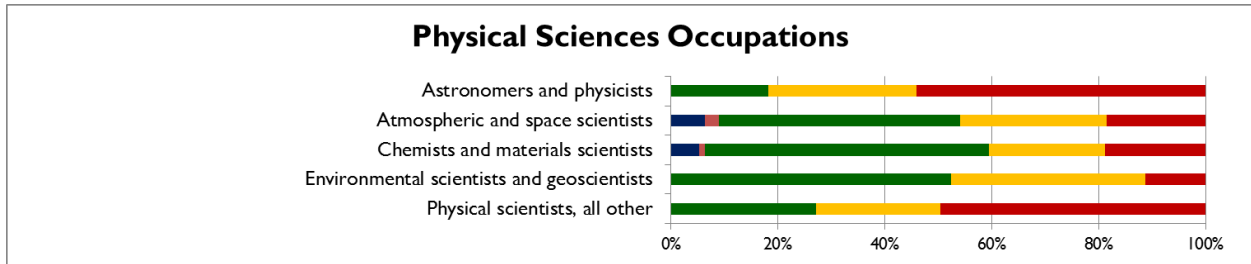 Physical Sciences Occupations
Astronomers and physicists
Atmospheric and space scientists
Chemists and materials scientists
Environmental scientists and geoscientists
Physical scientists, all other
0% 20% 40% 60% 80% 100%